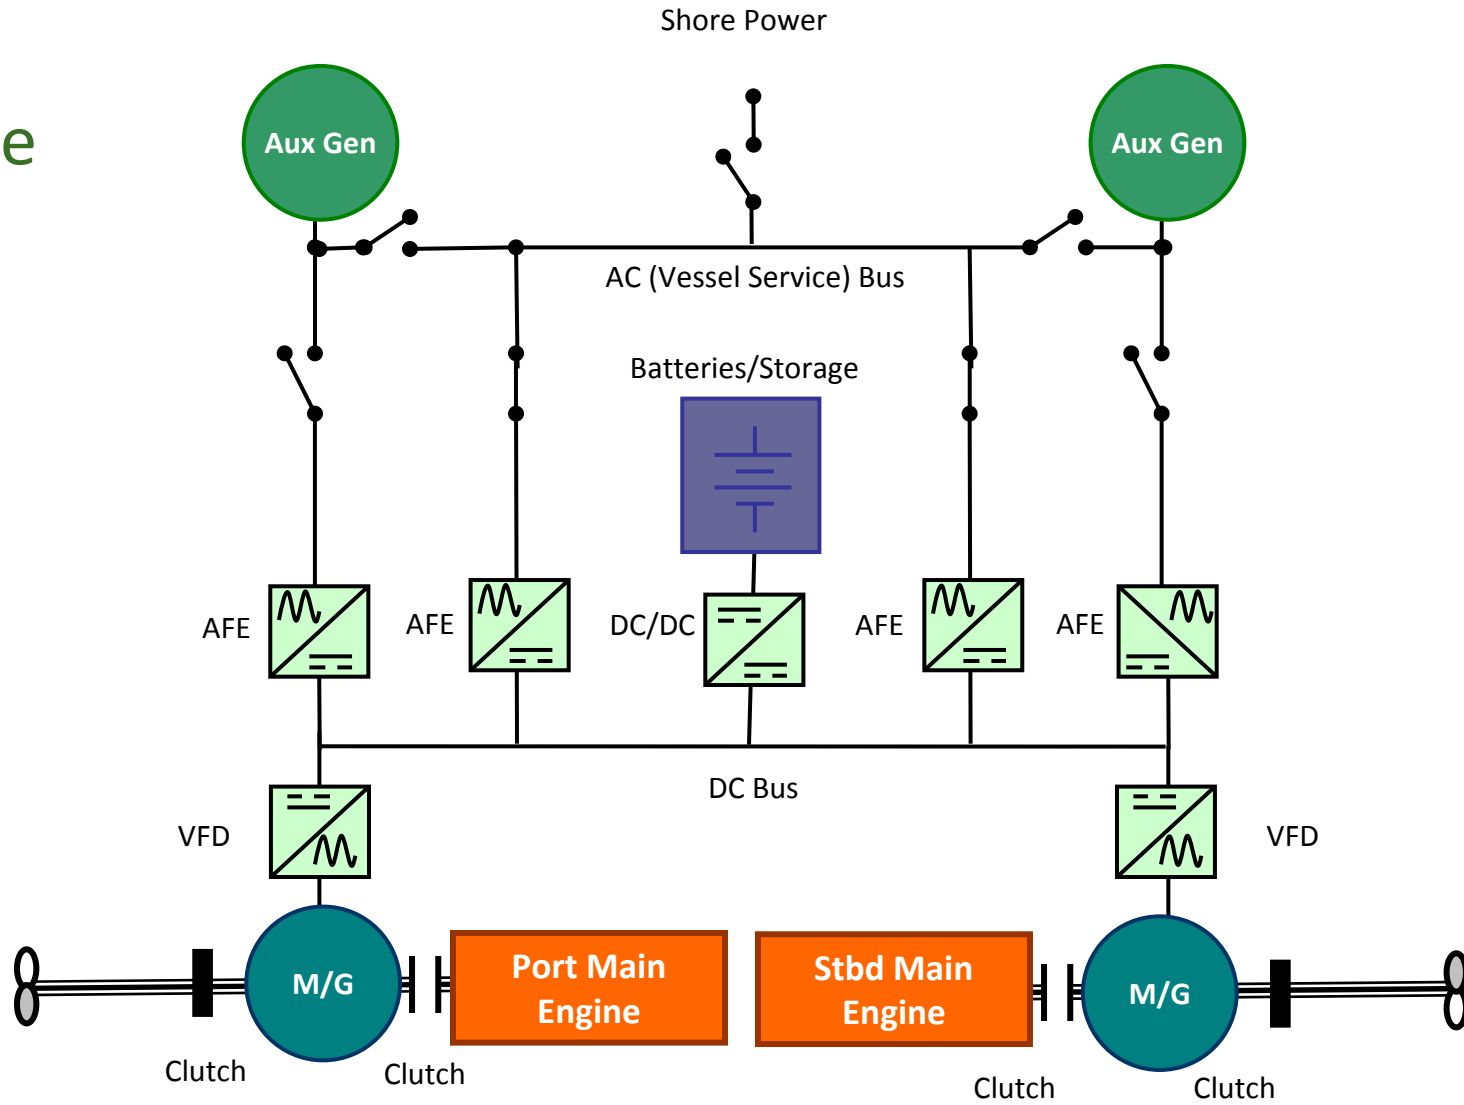 Shore Power
e
Aux Gen
Aux Gen
AC (Vessel Service) Bus
Batteries/Storage
AFE
AFE
DC/DC
AFE
AFE
DC Bus
VFD
VFD
M/G
Port Main
Engine
Stbd Main
Engine
M/G
Clutch
Clutch
Clutch
Clutch